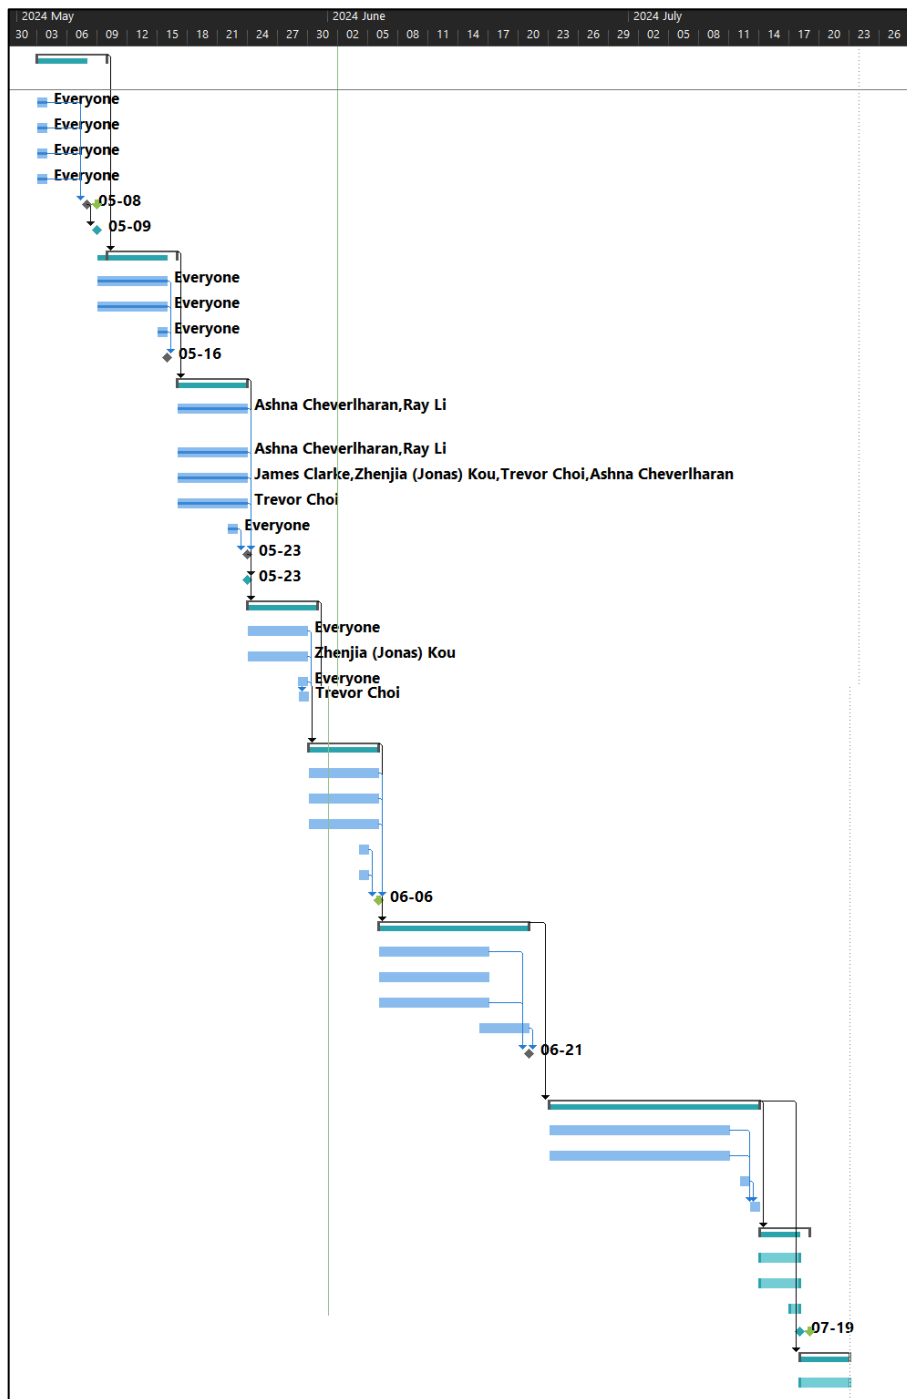 2024 May 2024 June 2024 July
30 03 06 09 12 15 18 21 24 27 30 02 05 08 11 14 17 20 23 26 29 02 05 08 11 14 17 20 23 26
Everyone
Everyone
Everyone
Everyone
05-08
05-09
Everyone
Everyone
Everyone
05-16
Ashna Cheverlharan,Ray Li
Ashna Cheverlharan,Ray Li
James Clarke,Zhenjia (Jonas) Kou,Trevor Choi,Ashna Cheverlharan
Trevor Choi
Everyone
05-23
05-23
Everyone
Zhenjia (Jonas) Kou
Everyone
Trevor Choi
06-06
06-21
07-19